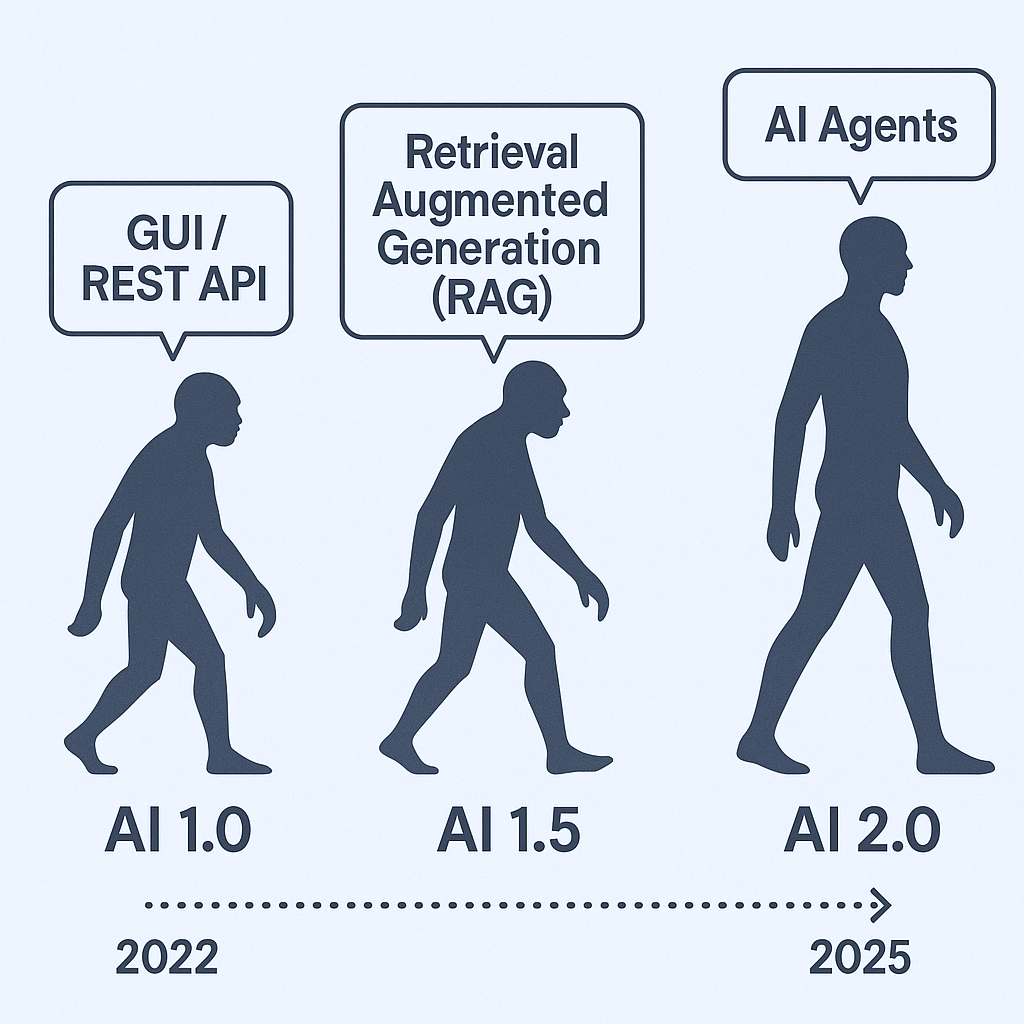 GUI /
REST API
Retrieval
Augmented
Generation
(RAG)
AI Agents
AI 1.0
AI 1.5
AI 2.0
2022
2025